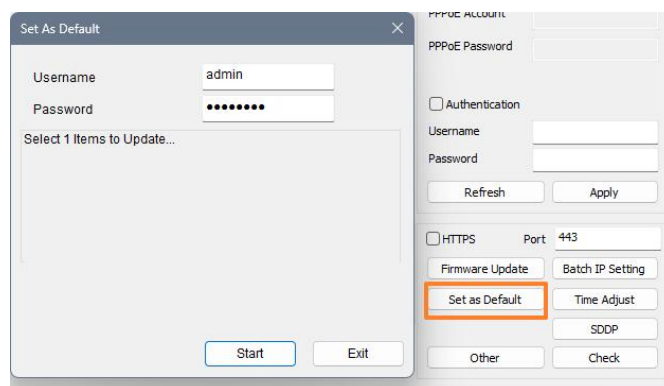 Set As Default
Username admin
Password ••••••••
Select 1 Items to Update...
Start Exit
PPPoE Account
PPPoE Password
Authentication
Username
Password
Refresh Apply
HTTPS Port 443
Firmware Update Batch IP Setting
Set as Default Time Adjust
SDDP
Other Check